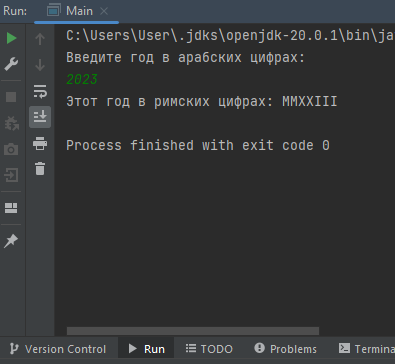 Run: Main
C:\Users\User\.jdks\openjdk-20.0.1\bin\ja
Введите год в арабских цифрах:
2023
Этот год в римских цифрах: MMXXIII
Process finished with exit code 0
Version Control Run TODO Problems Termina